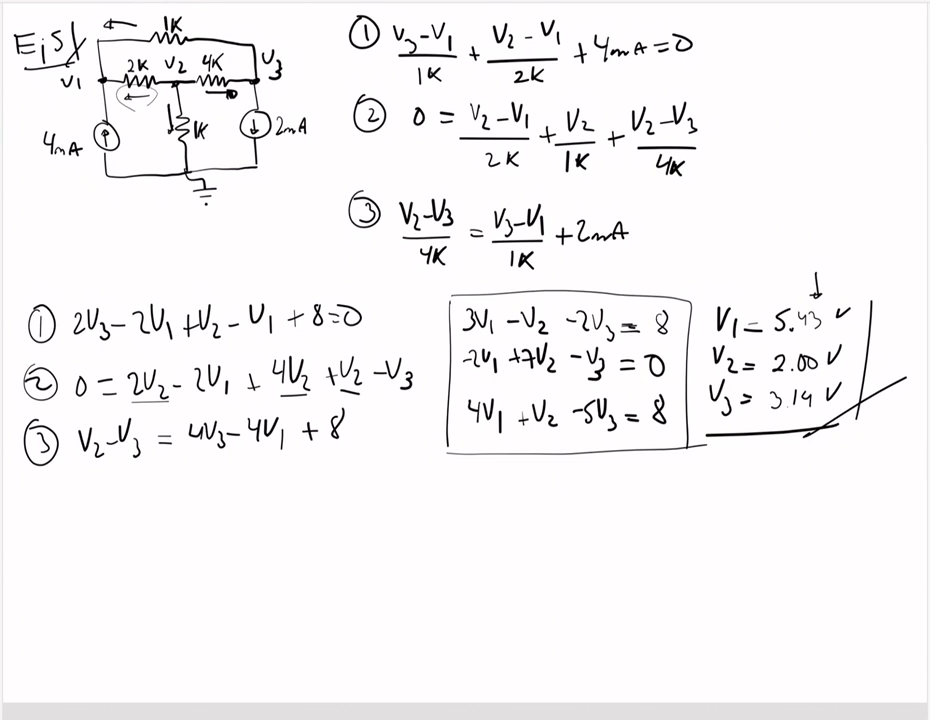 Ejs/
1K
V1 2K V2 4K V3
4mA 1K 2mA
① (V3-V1)/1K + (V2-V1)/2K + 4mA = 0
② 0 = (V2-V1)/2K + V2/1K + (V2-V3)/4K
③ (V2-V3)/4K = (V3-V1)/1K + 2mA
① 2V3 - 2V1 + V2 - V1 + 8 = 0
② 0 = 2V2 - 2V1 + 4V2 + V2 - V3
③ V2 - V3 = 4V3 - 4V1 + 8
3V1 - V2 - 2V3 = 8
-2V1 + 7V2 - V3 = 0
4V1 + V2 - 5V3 = 8
V1 = 5.43 V
V2 = 2.00 V
V3 = 3.14 V